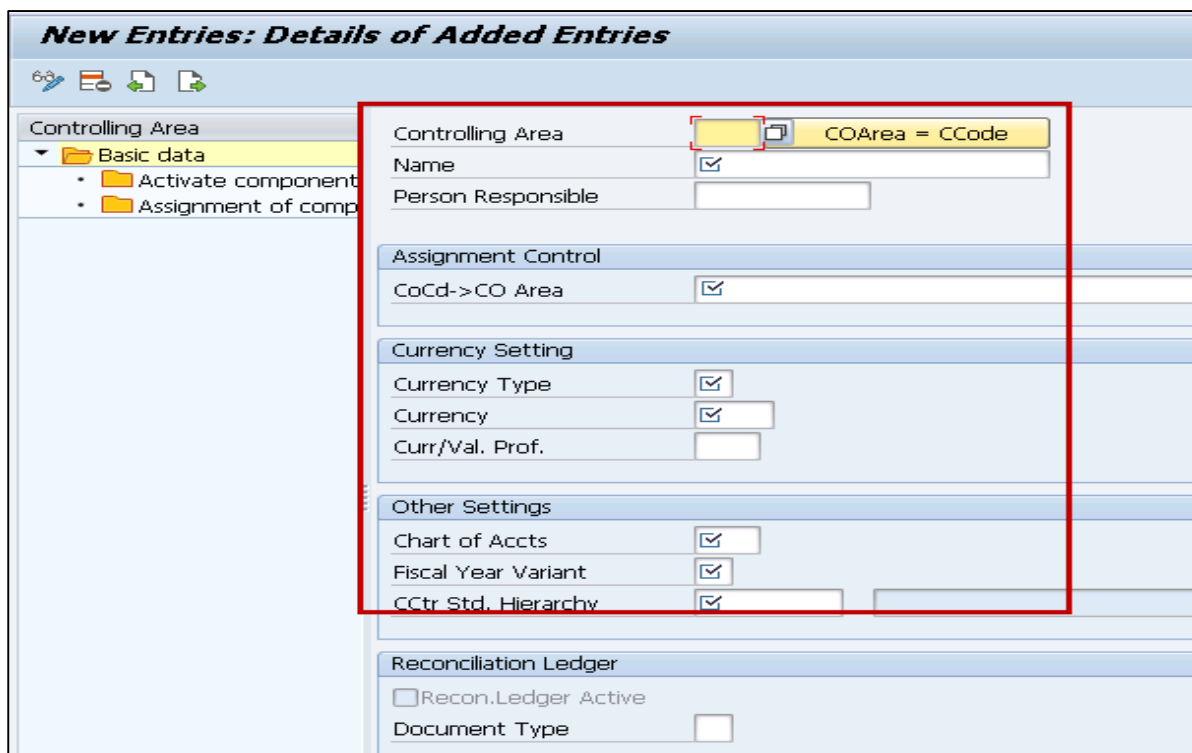 New Entries: Details of Added Entries
Controlling Area
Basic data
Activate component
Assignment of comp
Controlling Area COArea = CCode
Name
Person Responsible
Assignment Control
CoCd->CO Area
Currency Setting
Currency Type
Currency
Curr/Val. Prof.
Other Settings
Chart of Accts
Fiscal Year Variant
CCtr Std. Hierarchy
Reconciliation Ledger
Recon.Ledger Active
Document Type